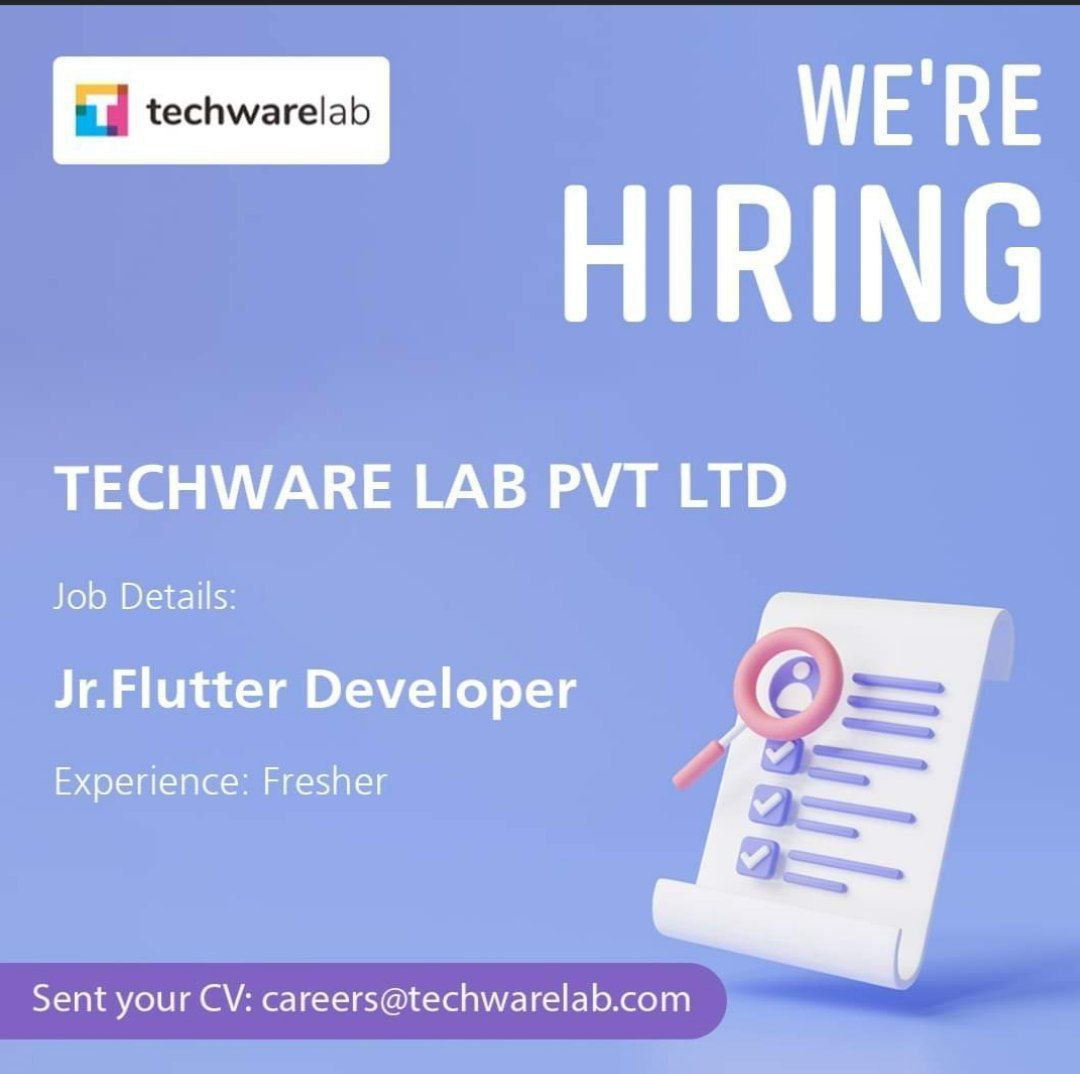 techwarelab
WE'RE
HIRING
TECHWARE LAB PVT LTD
Job Details:
Jr.Flutter Developer
Experience: Fresher
Sent your CV: careers@techwarelab.com